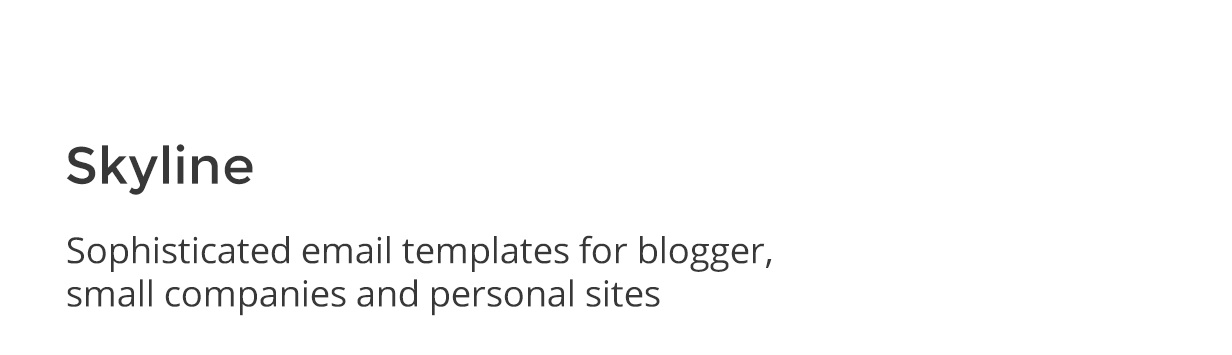 Skyline
Sophisticated email templates for blogger,
small companies and personal sites